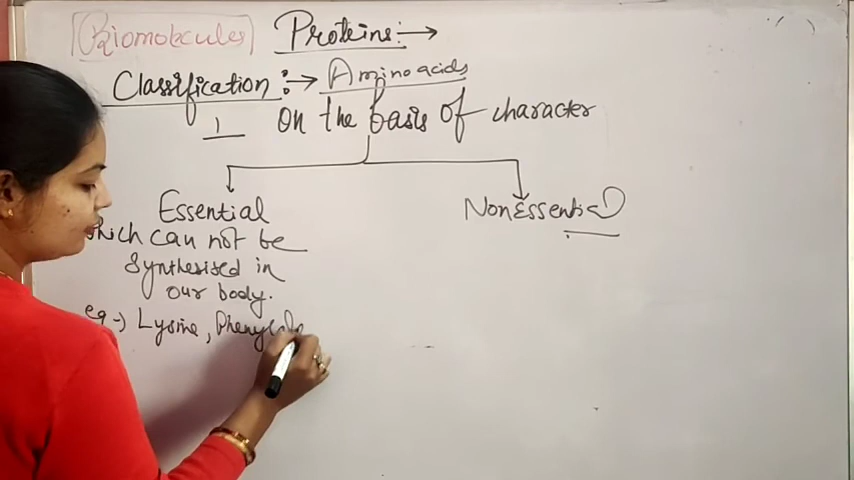 Biomolecules Proteins:→
Classification :→ Amino acids
1 On the basis of character
Essential
which can not be
synthesised in
our body.
eg→ Lysine, Phenylala
NonEssential